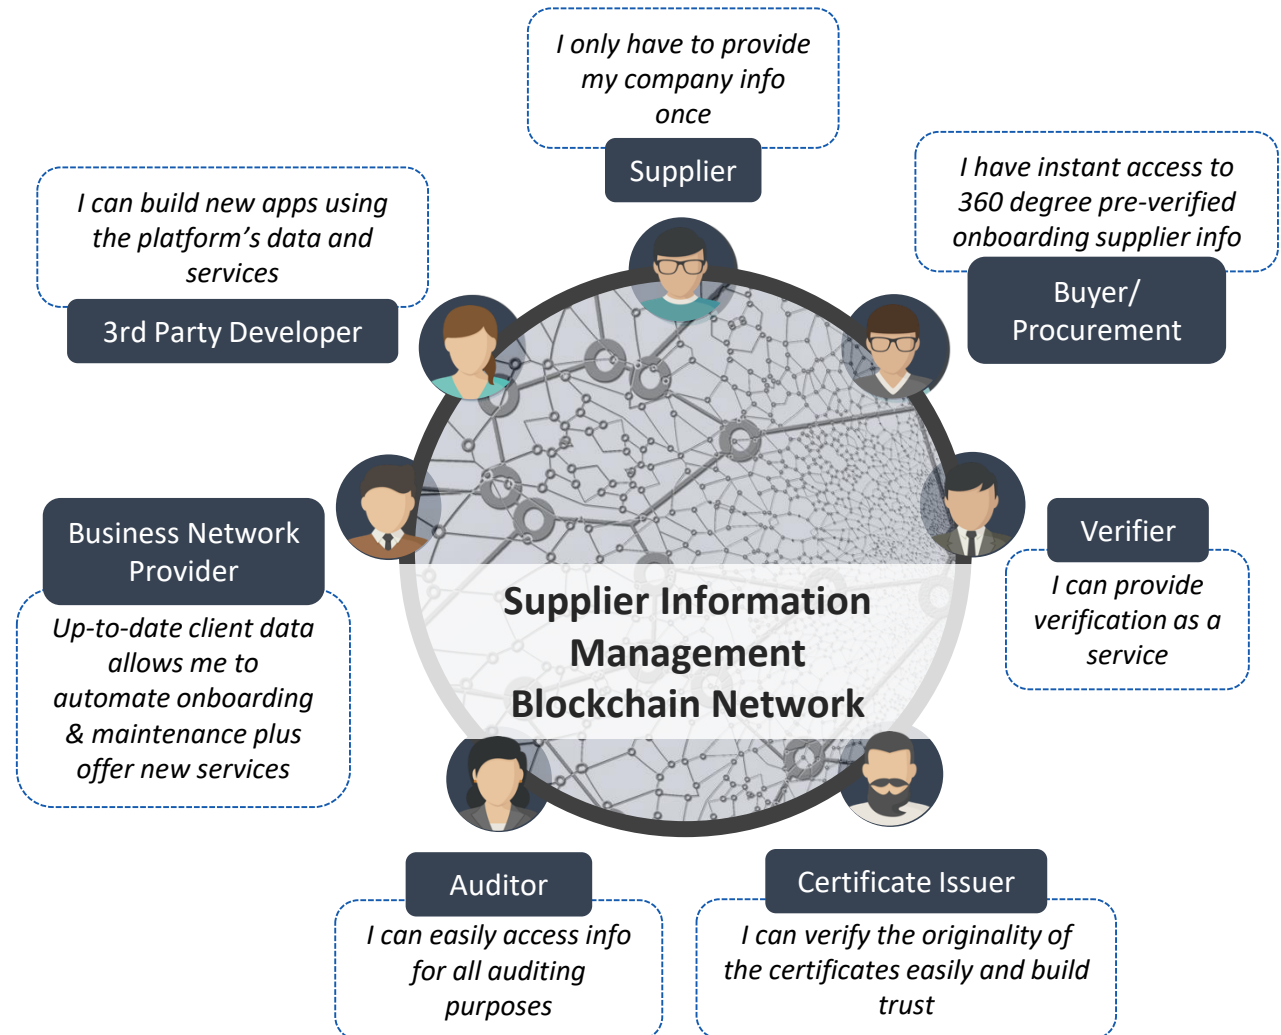 I only have to provide
my company info
once
Supplier
I have instant access to
360 degree pre-verified
onboarding supplier info
Buyer/
Procurement
I can build new apps using
the platform's data and
services
3rd Party Developer
Business Network
Provider
Up-to-date client data
allows me to
automate onboarding
& maintenance plus
offer new services
Verifier
I can provide
verification as a
service
Supplier Information
Management
Blockchain Network
Auditor
I can easily access info
for all auditing
purposes
Certificate Issuer
I can verify the originality of
the certificates easily and build
trust